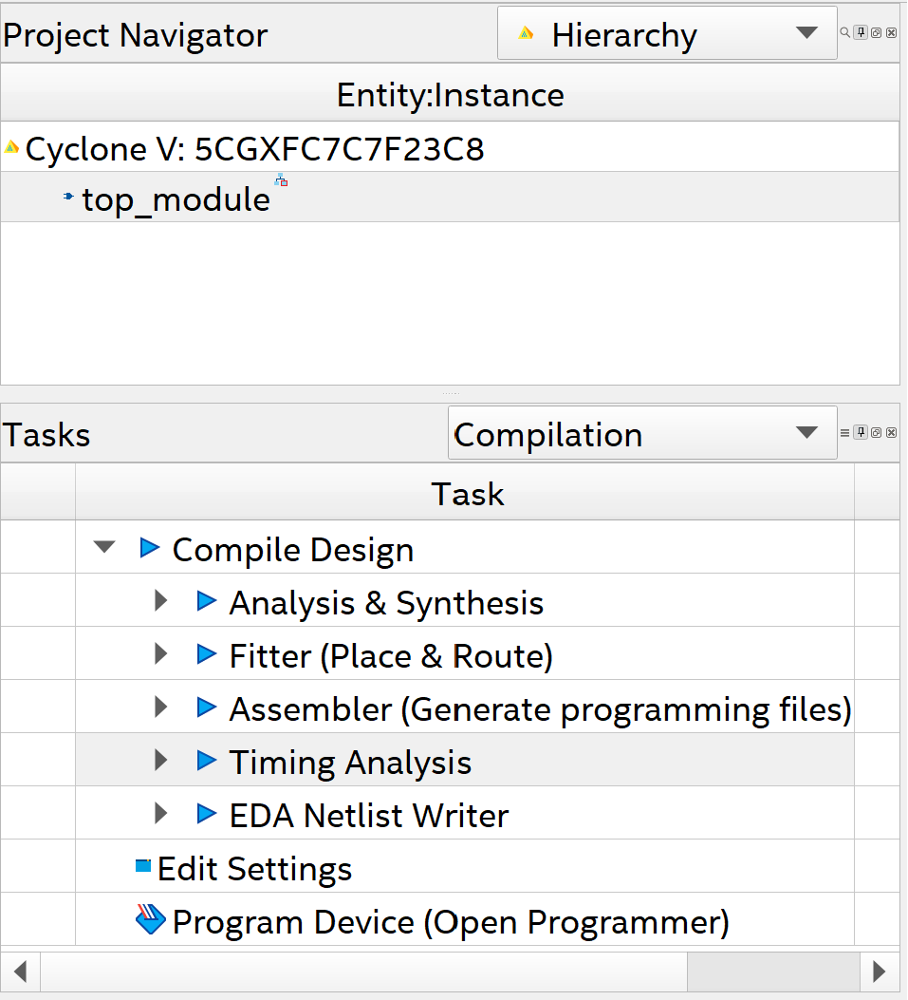 Project Navigator
Hierarchy
Entity:Instance
Cyclone V: 5CGXFC7C7F23C8
top_module
Tasks
Compilation
Task
Compile Design
Analysis & Synthesis
Fitter (Place & Route)
Assembler (Generate programming files)
Timing Analysis
EDA Netlist Writer
Edit Settings
Program Device (Open Programmer)